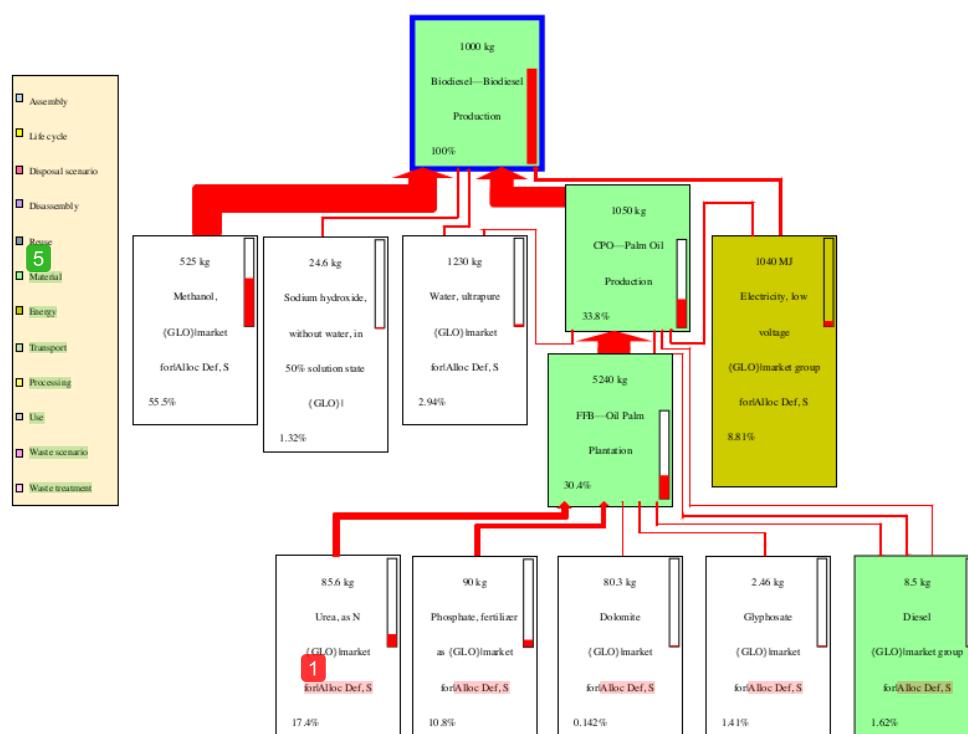 1000 kg
Biodiesel—Biodiesel
Production
100%
Assembly
Life cycle
Disposal scenario
Disassembly
Reuse
5
Material
Energy
Transport
Processing
Use
Waste scenario
Waste treatment
525 kg
Methanol,
{GLO}|market
for|Alloc Def, S
55.5%
24.6 kg
Sodium hydroxide,
without water, in
50% solution state
{GLO}|
1.32%
1230 kg
Water, ultrapure
{GLO}|market
for|Alloc Def, S
2.94%
1050 kg
CPO—Palm Oil
Production
33.8%
1040 MJ
Electricity, low
voltage
{GLO}|market group
for|Alloc Def, S
8.81%
5240 kg
FFB—Oil Palm
Plantation
30.4%
85.6 kg
Urea, as N
{GLO}|market
1
for|Alloc Def, S
17.4%
90 kg
Phosphate, fertilizer
as {GLO}|market
for|Alloc Def, S
10.8%
80.3 kg
Dolomite
{GLO}|market
for|Alloc Def, S
0.142%
2.46 kg
Glyphosate
{GLO}|market
for|Alloc Def, S
1.41%
8.5 kg
Diesel
{GLO}|market group
for|Alloc Def, S
1.62%